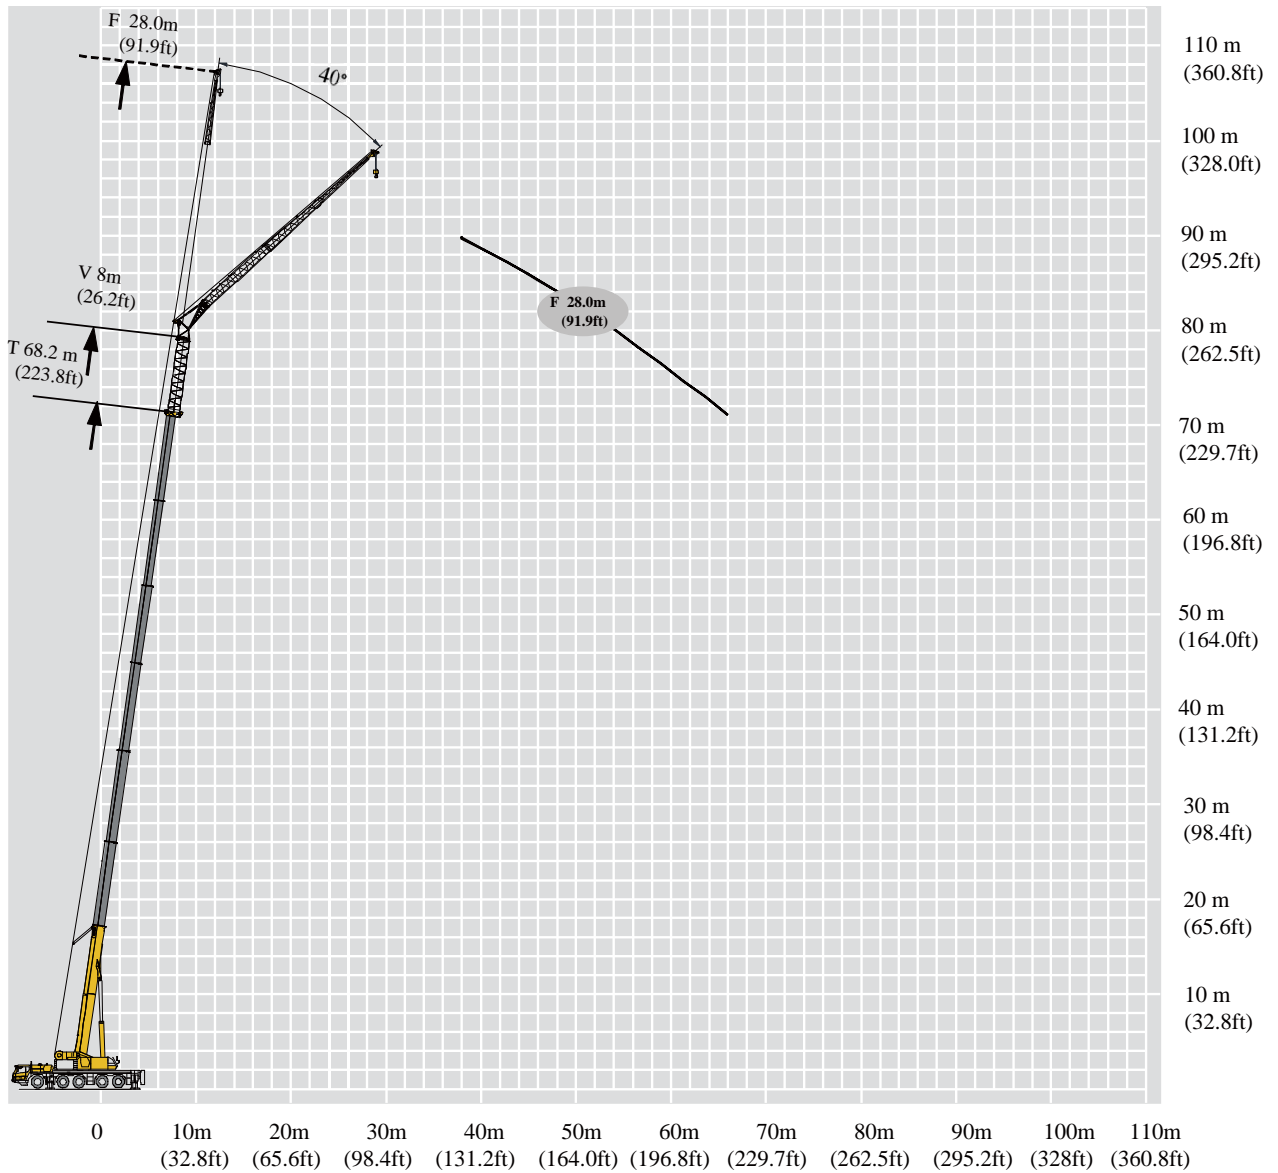 F 28.0m
(91.9ft)
40°
V 8m
(26.2ft)
T 68.2 m
(223.8ft)
F 28.0m
(91.9ft)
110 m
(360.8ft)
100 m
(328.0ft)
90 m
(295.2ft)
80 m
(262.5ft)
70 m
(229.7ft)
60 m
(196.8ft)
50 m
(164.0ft)
40 m
(131.2ft)
30 m
(98.4ft)
20 m
(65.6ft)
10 m
(32.8ft)
0 10m 20m 30m 40m 50m 60m 70m 80m 90m 100m 110m
(32.8ft) (65.6ft) (98.4ft) (131.2ft) (164.0ft) (196.8ft) (229.7ft) (262.5ft) (295.2ft) (328ft) (360.8ft)